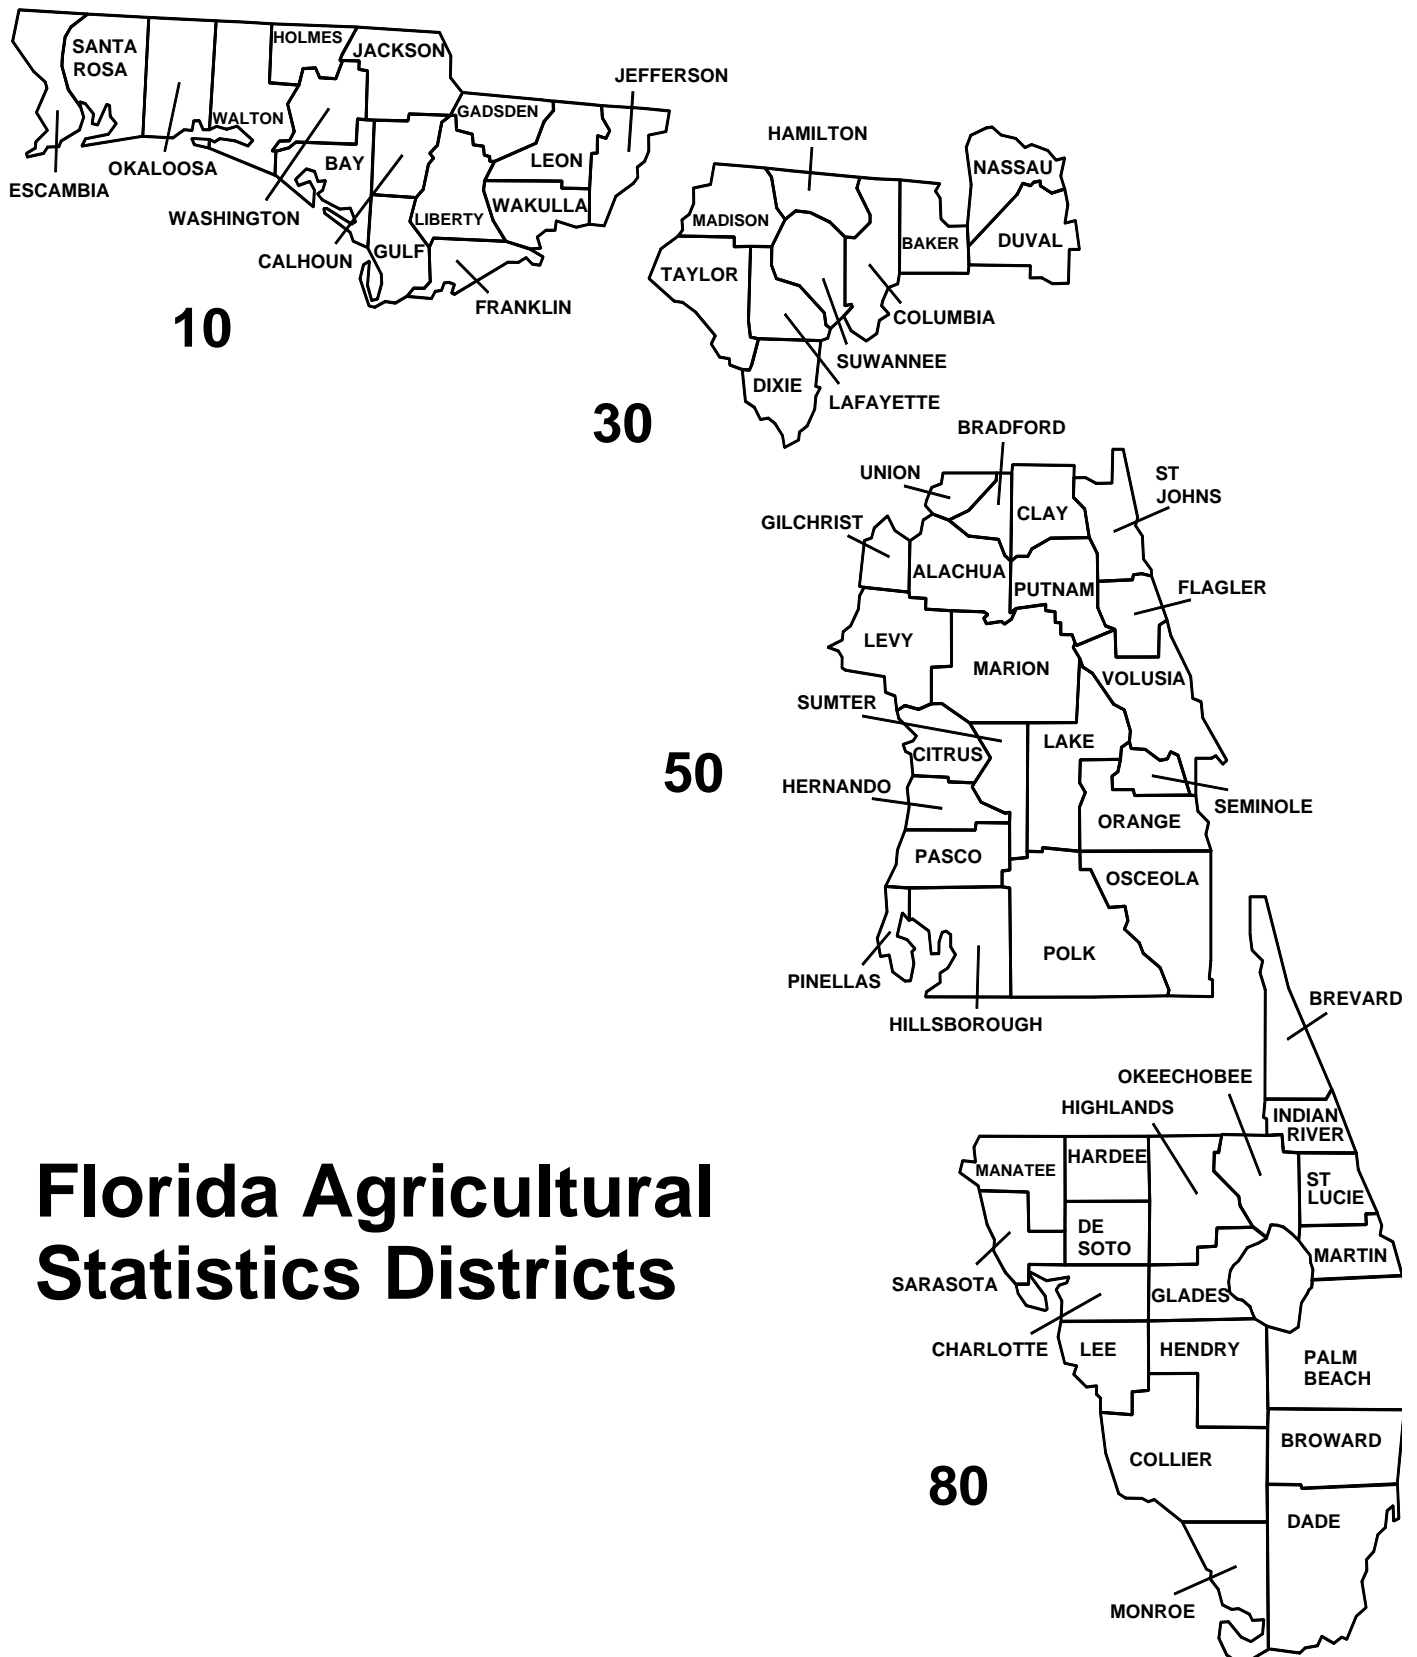 HOLMES
SANTA
ROSA
JACKSON
JEFFERSON
GADSDEN
WALTON
OKALOOSA
BAY
LEON
ESCAMBIA
WASHINGTON
LIBERTY
WAKULLA
CALHOUN
GULF
FRANKLIN
10
HAMILTON
NASSAU
MADISON
BAKER
DUVAL
TAYLOR
COLUMBIA
SUWANNEE
DIXIE
LAFAYETTE
30
BRADFORD
UNION
ST
JOHNS
CLAY
GILCHRIST
ALACHUA
PUTNAM
FLAGLER
LEVY
MARION
VOLUSIA
SUMTER
LAKE
CITRUS
50
HERNANDO
SEMINOLE
ORANGE
PASCO
OSCEOLA
POLK
PINELLAS
HILLSBOROUGH
BREVARD
OKEECHOBEE
HIGHLANDS
INDIAN
RIVER
HARDEE
MANATEE
ST
LUCIE
DE
SOTO
MARTIN
SARASOTA
GLADES
CHARLOTTE
LEE
HENDRY
PALM
BEACH
BROWARD
COLLIER
80
DADE
MONROE
Florida Agricultural
Statistics Districts